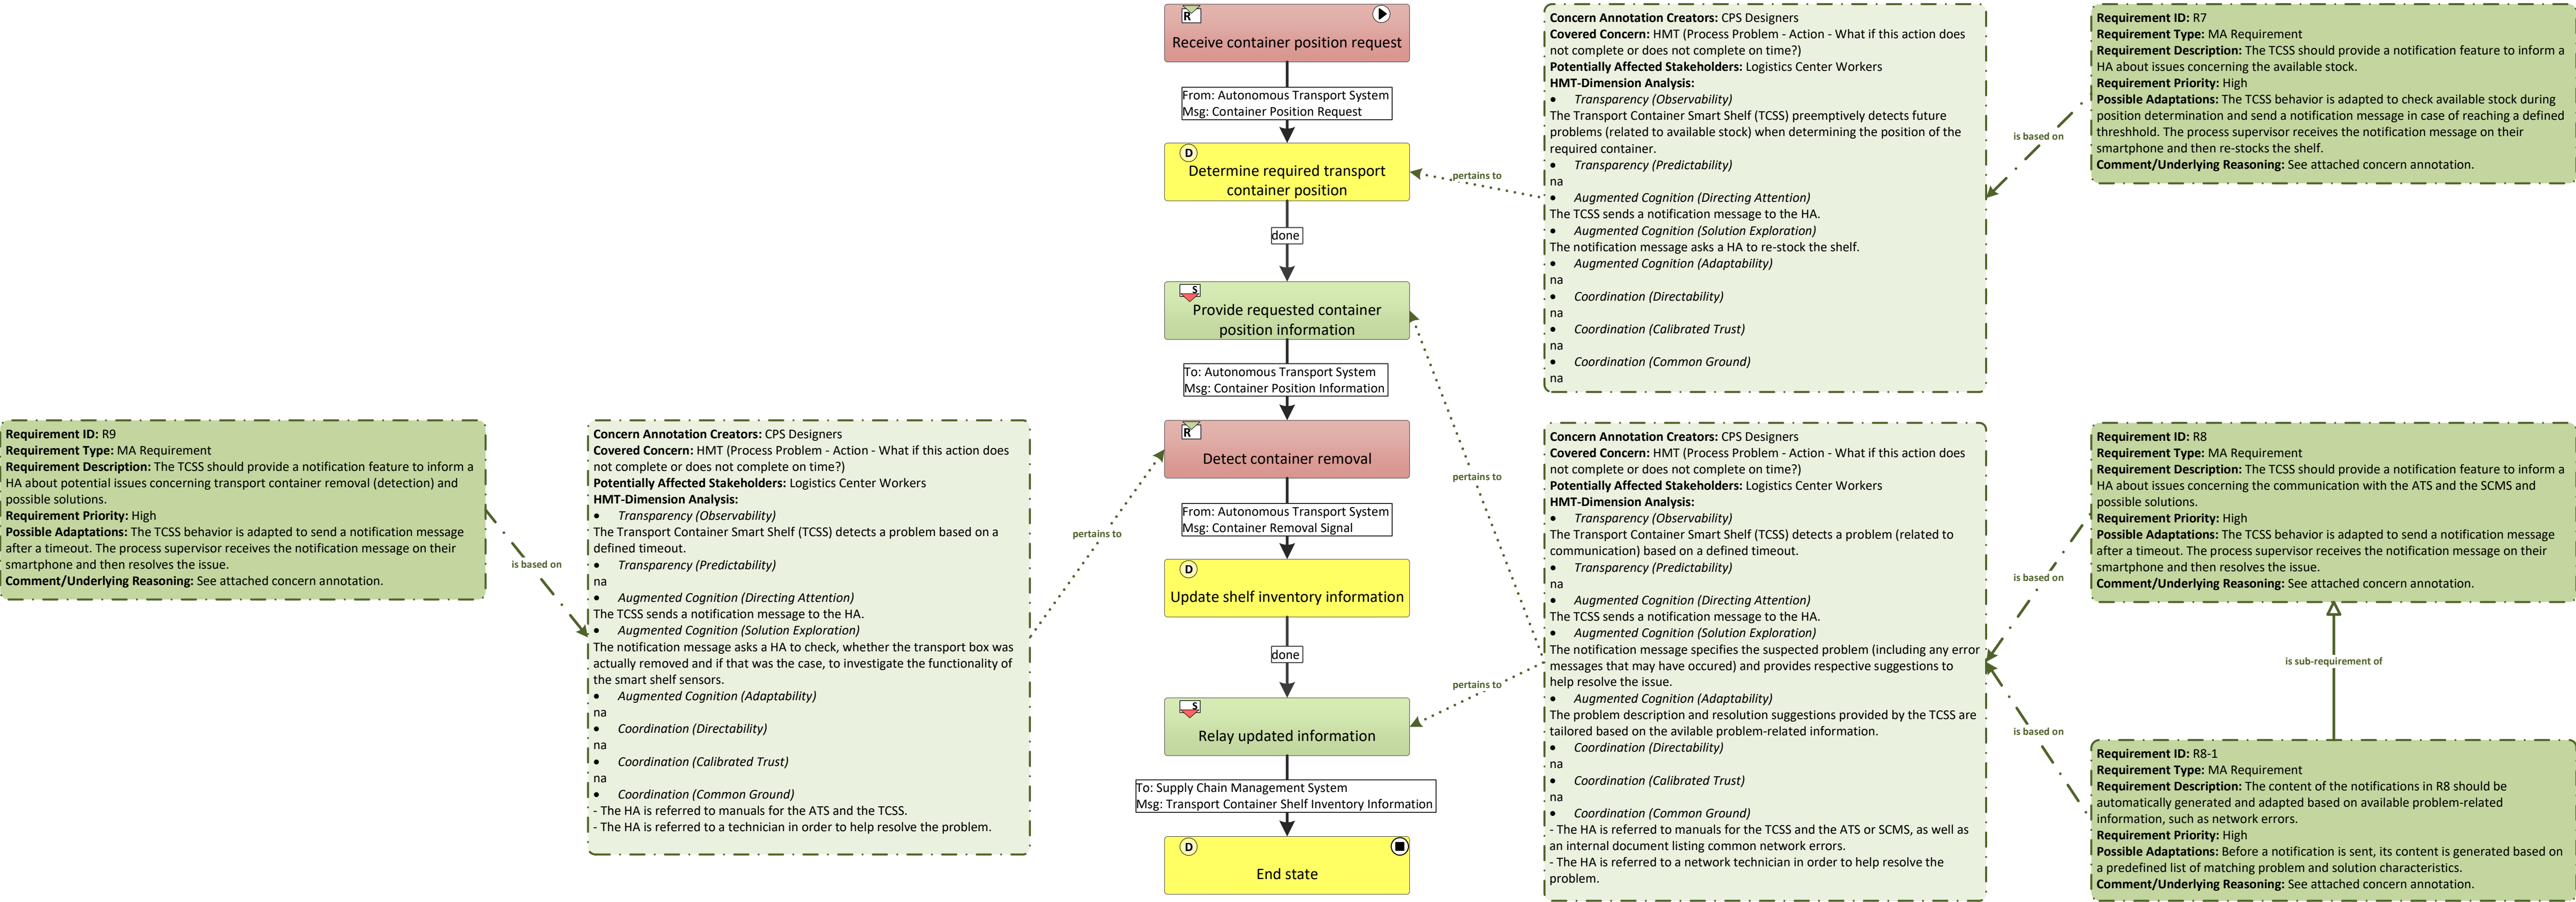 R
Receive container position request
From: Autonomous Transport System
Msg: Container Position Request
D
Determine required transport
container position
done
S
Provide requested container
position information
To: Autonomous Transport System
Msg: Container Position Information
R
Detect container removal
From: Autonomous Transport System
Msg: Container Removal Signal
D
Update shelf inventory information
done
S
Relay updated information
To: Supply Chain Management System
Msg: Transport Container Shelf Inventory Information
D
End state
Concern Annotation Creators: CPS Designers
Covered Concern: HMT (Process Problem - Action - What if this action does
not complete or does not complete on time?)
Potentially Affected Stakeholders: Logistics Center Workers
HMT-Dimension Analysis:
• Transparency (Observability)
The Transport Container Smart Shelf (TCSS) preemptively detects future
problems (related to available stock) when determining the position of the
required container.
• Transparency (Predictability)
na
• Augmented Cognition (Directing Attention)
The TCSS sends a notification message to the HA.
• Augmented Cognition (Solution Exploration)
The notification message asks a HA to re-stock the shelf.
• Augmented Cognition (Adaptability)
na
• Coordination (Directability)
na
• Coordination (Calibrated Trust)
na
• Coordination (Common Ground)
na
pertains to
is based on
Requirement ID: R7
Requirement Type: MA Requirement
Requirement Description: The TCSS should provide a notification feature to inform a
HA about issues concerning the available stock.
Requirement Priority: High
Possible Adaptations: The TCSS behavior is adapted to check available stock during
position determination and send a notification message in case of reaching a defined
threshhold. The process supervisor receives the notification message on their
smartphone and then re-stocks the shelf.
Comment/Underlying Reasoning: See attached concern annotation.
Requirement ID: R9
Requirement Type: MA Requirement
Requirement Description: The TCSS should provide a notification feature to inform a
HA about potential issues concerning transport container removal (detection) and
possible solutions.
Requirement Priority: High
Possible Adaptations: The TCSS behavior is adapted to send a notification message
after a timeout. The process supervisor receives the notification message on their
smartphone and then resolves the issue.
Comment/Underlying Reasoning: See attached concern annotation.
is based on
Concern Annotation Creators: CPS Designers
Covered Concern: HMT (Process Problem - Action - What if this action does
not complete or does not complete on time?)
Potentially Affected Stakeholders: Logistics Center Workers
HMT-Dimension Analysis:
• Transparency (Observability)
The Transport Container Smart Shelf (TCSS) detects a problem based on a
defined timeout.
• Transparency (Predictability)
na
• Augmented Cognition (Directing Attention)
The TCSS sends a notification message to the HA.
• Augmented Cognition (Solution Exploration)
The notification message asks a HA to check, whether the transport box was
actually removed and if that was the case, to investigate the functionality of
the smart shelf sensors.
• Augmented Cognition (Adaptability)
na
• Coordination (Directability)
na
• Coordination (Calibrated Trust)
na
• Coordination (Common Ground)
- The HA is referred to manuals for the ATS and the TCSS.
- The HA is referred to a technician in order to help resolve the problem.
pertains to
pertains to
pertains to
Concern Annotation Creators: CPS Designers
Covered Concern: HMT (Process Problem - Action - What if this action does
not complete or does not complete on time?)
Potentially Affected Stakeholders: Logistics Center Workers
HMT-Dimension Analysis:
• Transparency (Observability)
The Transport Container Smart Shelf (TCSS) detects a problem (related to
communication) based on a defined timeout.
• Transparency (Predictability)
na
• Augmented Cognition (Directing Attention)
The TCSS sends a notification message to the HA.
• Augmented Cognition (Solution Exploration)
The notification message specifies the suspected problem (including any error
messages that may have occured) and provides respective suggestions to
help resolve the issue.
• Augmented Cognition (Adaptability)
The problem description and resolution suggestions provided by the TCSS are
tailored based on the avilable problem-related information.
• Coordination (Directability)
na
• Coordination (Calibrated Trust)
na
• Coordination (Common Ground)
- The HA is referred to manuals for the TCSS and the ATS or SCMS, as well as
an internal document listing common network errors.
- The HA is referred to a network technician in order to help resolve the
problem.
is based on
is based on
Requirement ID: R8
Requirement Type: MA Requirement
Requirement Description: The TCSS should provide a notification feature to inform a
HA about issues concerning the communication with the ATS and the SCMS and
possible solutions.
Requirement Priority: High
Possible Adaptations: The TCSS behavior is adapted to send a notification message
after a timeout. The process supervisor receives the notification message on their
smartphone and then resolves the issue.
Comment/Underlying Reasoning: See attached concern annotation.
is sub-requirement of
Requirement ID: R8-1
Requirement Type: MA Requirement
Requirement Description: The content of the notifications in R8 should be
automatically generated and adapted based on available problem-related
information, such as network errors.
Requirement Priority: High
Possible Adaptations: Before a notification is sent, its content is generated based on
a predefined list of matching problem and solution characteristics.
Comment/Underlying Reasoning: See attached concern annotation.